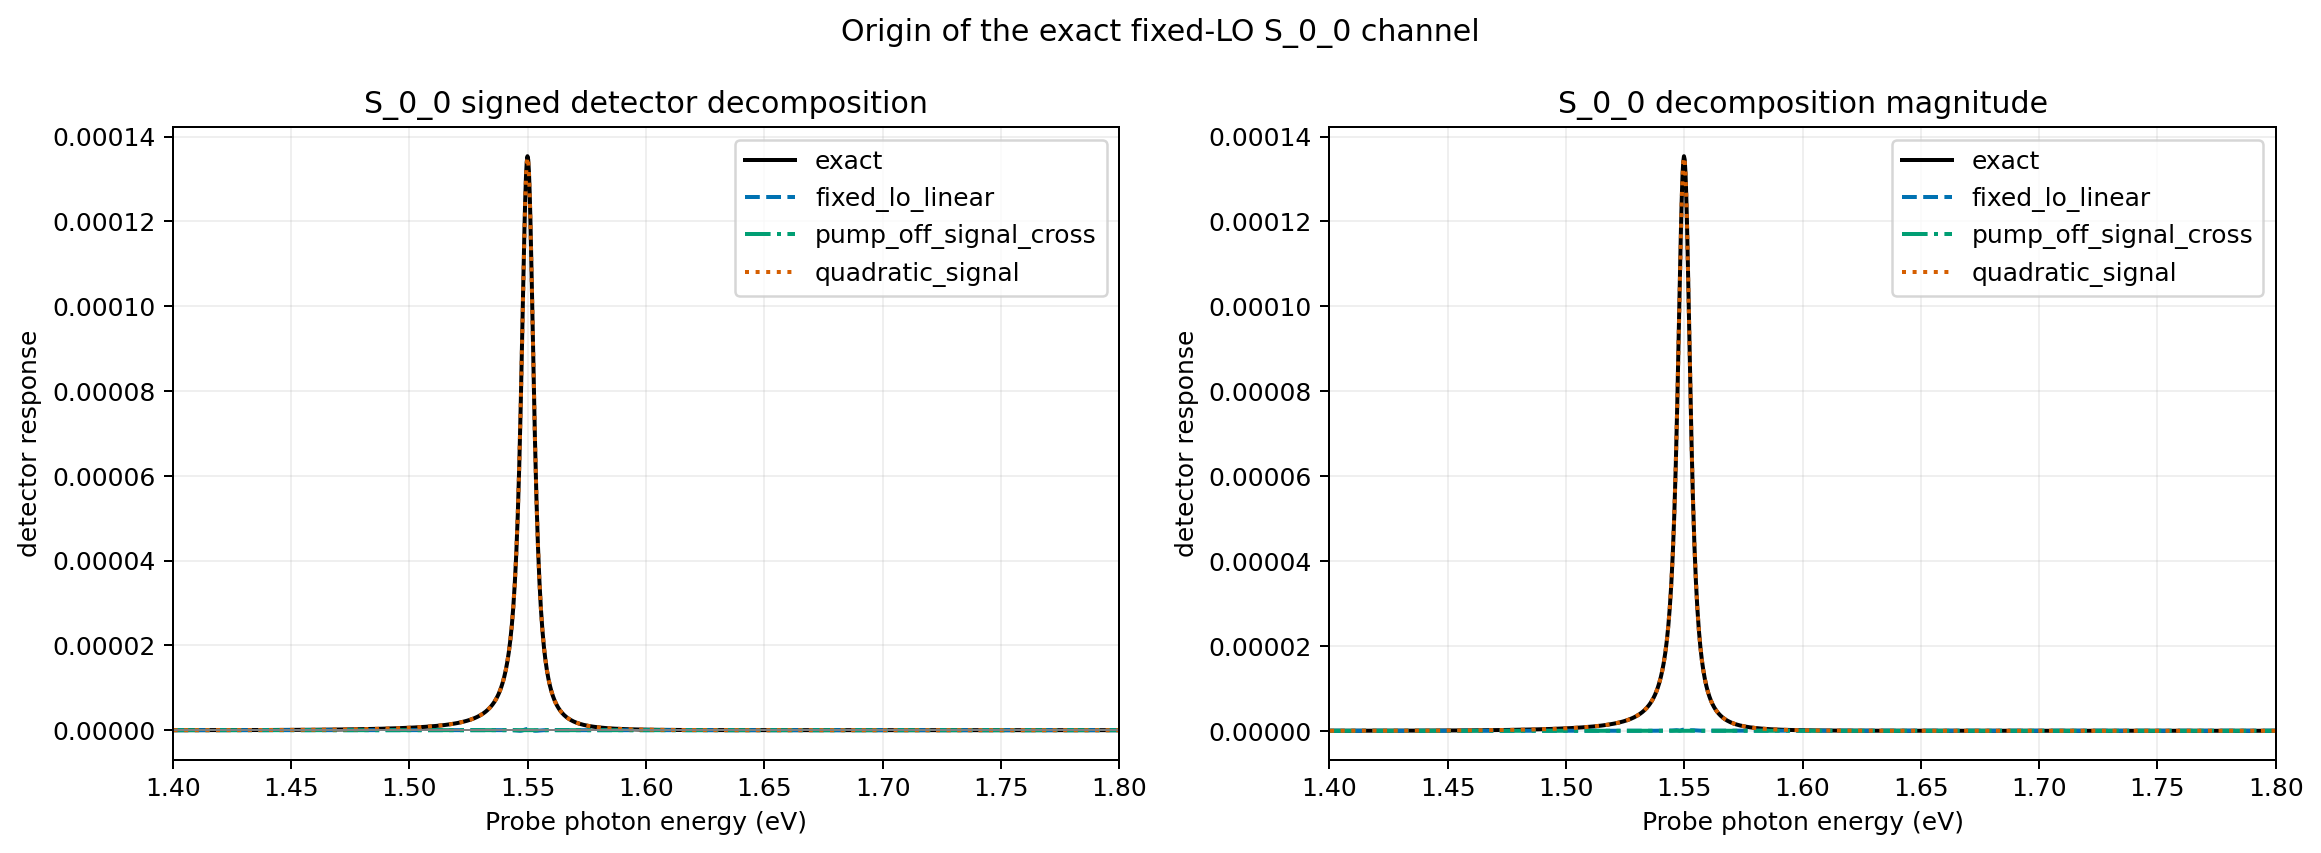 Origin of the exact fixed-LO S_0_0 channel
S_0_0 signed detector decomposition
detector response
0.00014
0.00012
0.00010
0.00008
0.00006
0.00004
0.00002
0.00000
exact
fixed_lo_linear
pump_off_signal_cross
quadratic_signal
1.40 1.45 1.50 1.55 1.60 1.65 1.70 1.75 1.80
Probe photon energy (eV)
S_0_0 decomposition magnitude
detector response
0.00014
0.00012
0.00010
0.00008
0.00006
0.00004
0.00002
0.00000
exact
fixed_lo_linear
pump_off_signal_cross
quadratic_signal
1.40 1.45 1.50 1.55 1.60 1.65 1.70 1.75 1.80
Probe photon energy (eV)